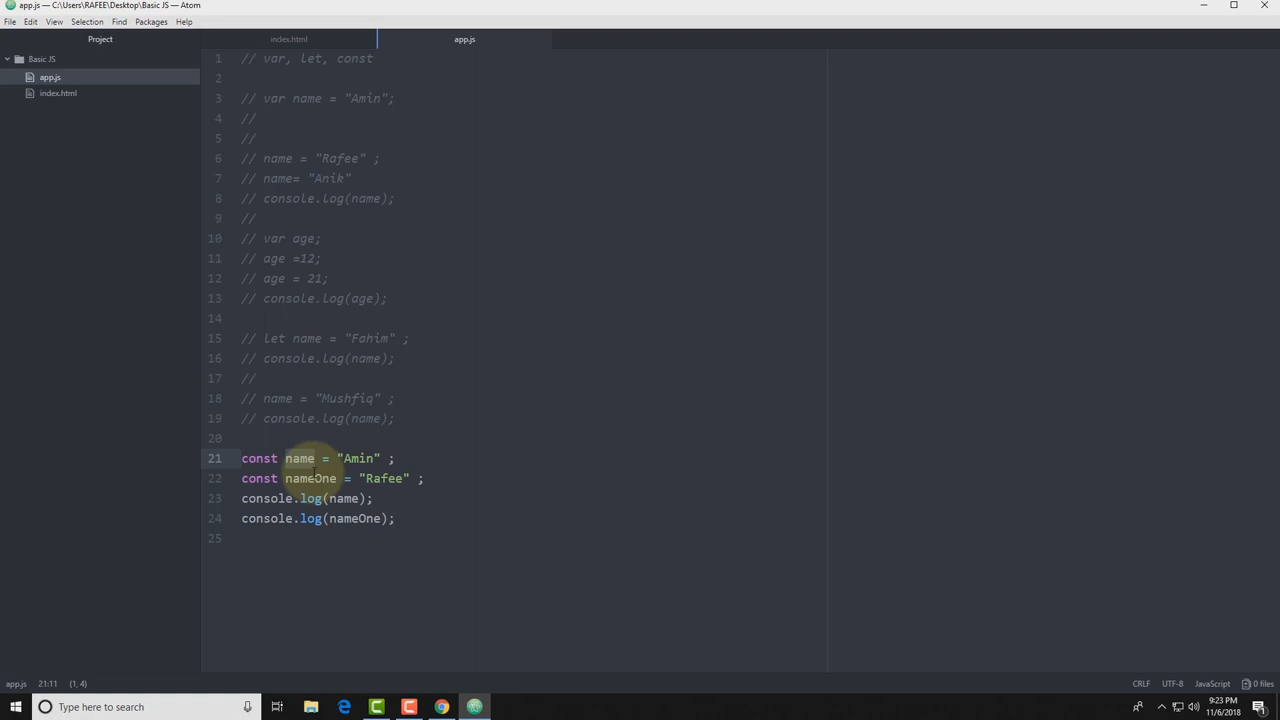 app.js — C:\Users\RAFEE\Desktop\Basic JS — Atom
File Edit View Selection Find Packages Help
Project
index.html
app.js
Basic JS
app.js
index.html
1 // var, let, const
2
3 // var name = "Amin";
4 //
5 //
6 // name = "Rafee" ;
7 // name= "Anik"
8 // console.log(name);
9 //
10 // var age;
11 // age =12;
12 // age = 21;
13 // console.log(age);
14
15 // let name = "Fahim" ;
16 // console.log(name);
17 //
18 // name = "Mushfiq" ;
19 // console.log(name);
20
21 const name = "Amin" ;
22 const nameOne = "Rafee" ;
23 console.log(name);
24 console.log(nameOne);
25
app.js 21:11 (1, 4) CRLF UTF-8 JavaScript 0 files
Type here to search
9:23 PM
11/6/2018
1